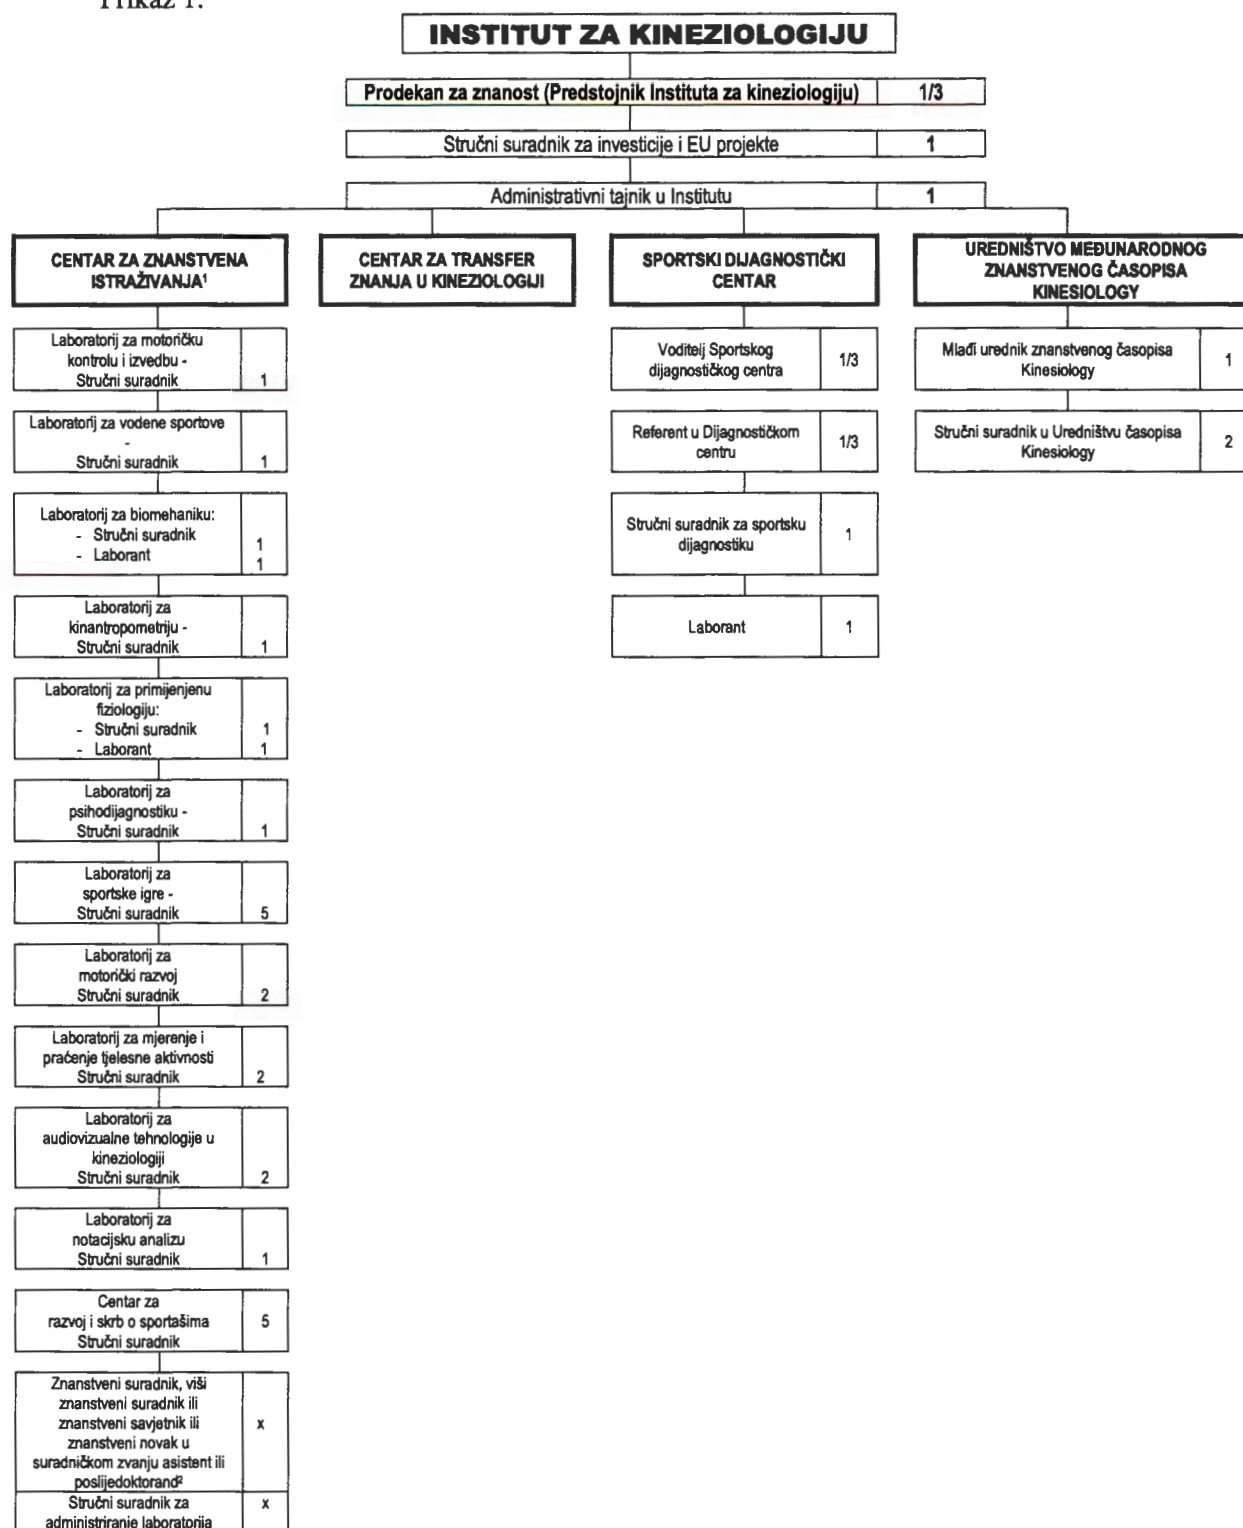 Prikaz 1.
INSTITUT ZA KINEZIOLOGIJU
Prodekan za znanost (Predstojnik Instituta za kineziologiju) 1/3
Stručni suradnik za investicije i EU projekte 1
Administrativni tajnik u Institutu 1
CENTAR ZA ZNANSTVENA
ISTRAŽIVANJA¹
Laboratorij za motoričku
kontrolu i izvedbu -
Stručni suradnik 1
Laboratorij za vodene sportove
-
Stručni suradnik 1
Laboratorij za biomehaniku:
- Stručni suradnik 1
- Laborant 1
Laboratorij za
kinantropometriju -
Stručni suradnik 1
Laboratorij za primijenjenu
fiziologiju:
- Stručni suradnik 1
- Laborant 1
Laboratorij za
psihodijagnostiku -
Stručni suradnik 1
Laboratorij za
sportske igre -
Stručni suradnik 5
Laboratorij za
motorički razvoj
Stručni suradnik 2
Laboratorij za mjerenje i
praćenje tjelesne aktivnosti
Stručni suradnik 2
Laboratorij za
audiovizualne tehnologije u
kineziologiji
Stručni suradnik 2
Laboratorij za
notacijsku analizu
Stručni suradnik 1
Centar za
razvoj i skrb o sportašima 5
Stručni suradnik
Znanstveni suradnik, viši
znanstveni suradnik ili
znanstveni savjetnik ili x
znanstveni novak u
suradničkom zvanju asistent ili
poslijedoktorand²
Stručni suradnik za x
administriranje laboratorija
CENTAR ZA TRANSFER
ZNANJA U KINEZIOLOGIJI
SPORTSKI DIJAGNOSTIČKI
CENTAR
Voditelj Sportskog
dijagnostičkog centra 1/3
Referent u Dijagnostičkom
centru 1/3
Stručni suradnik za sportsku
dijagnostiku 1
Laborant 1
UREDNIŠTVO MEĐUNARODNOG
ZNANSTVENOG ČASOPISA
KINESIOLOGY
Mlađi urednik znanstvenog časopisa
Kinesiology 1
Stručni suradnik u Uredništvu časopisa
Kinesiology 2